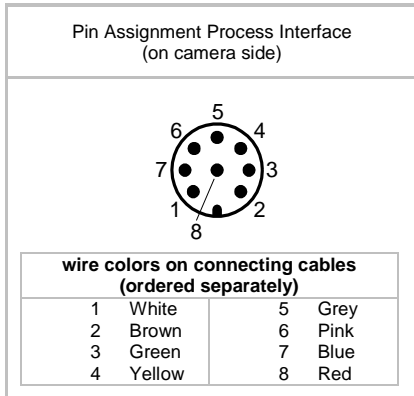 Pin Assignment Process Interface
(on camera side)
5
6 4
7 3
1 2
8
wire colors on connecting cables
(ordered separately)
1 White 5 Grey
2 Brown 6 Pink
3 Green 7 Blue
4 Yellow 8 Red